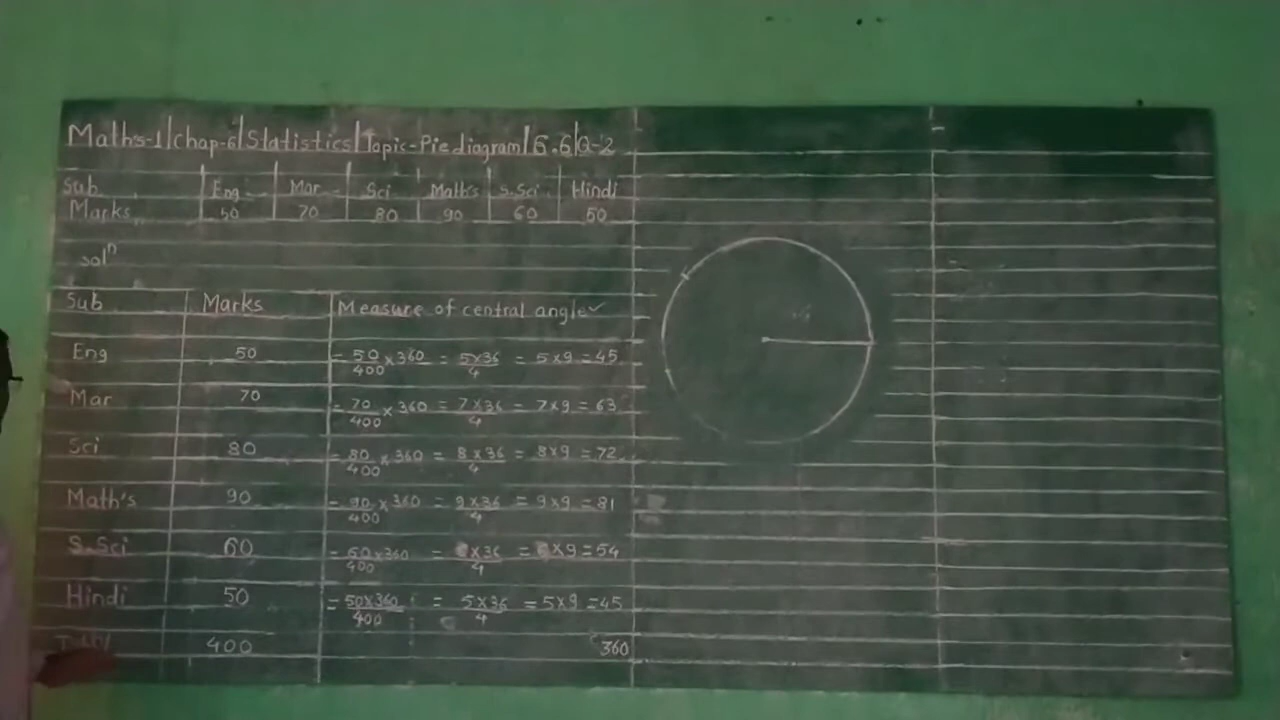 Math's-1|chap-6|Statistics|Topic-Pie diagram|6.6|Q-2
Sub Eng Mar Sci Math's S.Sci Hindi
Marks 50 70 80 90 60 50
solⁿ
Sub Marks Measure of central angle
Eng 50 = 50/400 × 360 = 5×36/4 = 5×9 = 45
Mar 70 = 70/400 × 360 = 7×36/4 = 7×9 = 63
Sci 80 = 80/400 × 360 = 8×36/4 = 8×9 = 72
Math's 90 = 90/400 × 360 = 9×36/4 = 9×9 = 81
S.Sci 60 = 60/400 × 360 = 6×36/4 = 6×9 = 54
Hindi 50 = 50×360/400 = 5×36/4 = 5×9 = 45
400 360